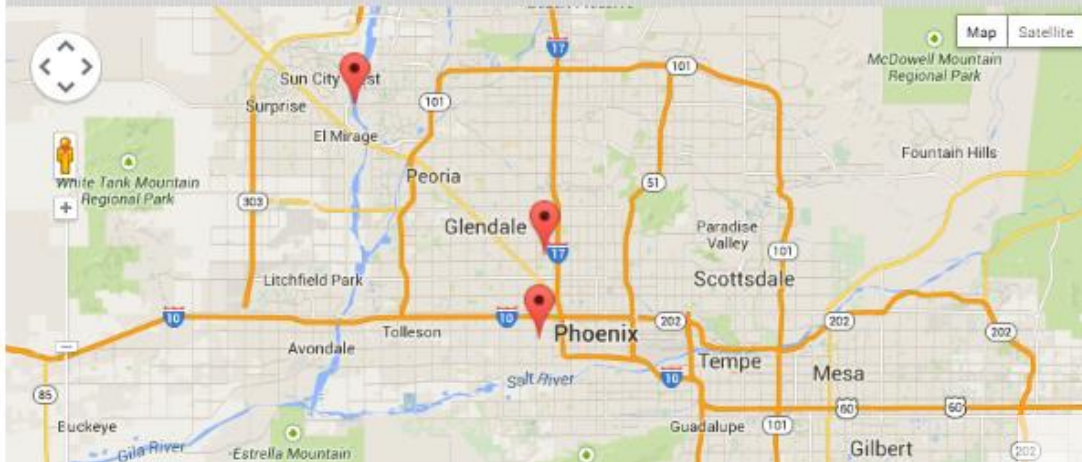 17
Map
Satellite
McDowell Mountain
Regional Park
101
Sun City West
101
Surprise
El Mirage
Fountain Hills
Peoria
51
White Tank Mountain
Regional Park
303
Glendale
Paradise
Valley
17
101
Scottsdale
Litchfield Park
10
10
202
202
202
Tolleson
Phoenix
Avondale
Tempe
Mesa
Salt River
10
85
60
60
Buckeye
Guadalupe
101
Gila River
Estrella Mountain
Gilbert
202